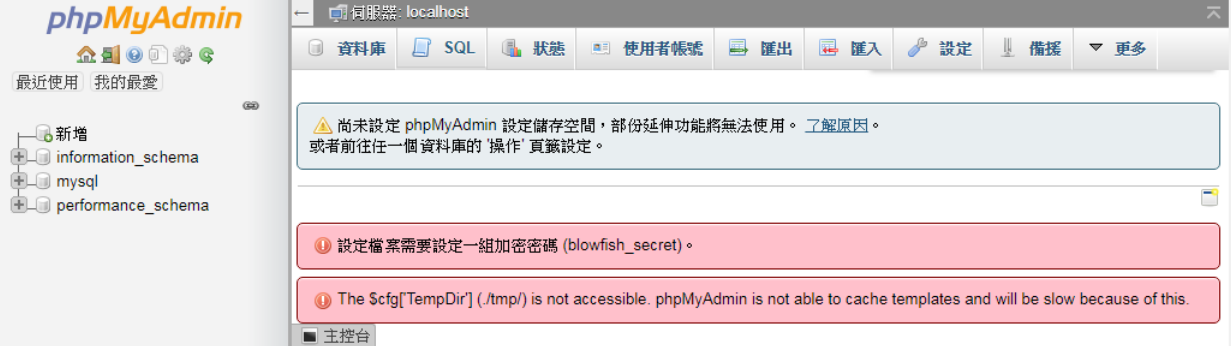 phpMyAdmin
最近使用 我的最愛
新增
information_schema
mysql
performance_schema
伺服器: localhost
資料庫 SQL 狀態 使用者帳號 匯出 匯入 設定 備援 更多
尚未設定 phpMyAdmin 設定儲存空間，部份延伸功能將無法使用。 了解原因。
或者前往任一個資料庫的 '操作' 頁籤設定。
設定檔案需要設定一組加密密碼 (blowfish_secret)。
The $cfg['TempDir'] (./tmp/) is not accessible. phpMyAdmin is not able to cache templates and will be slow because of this.
主控台